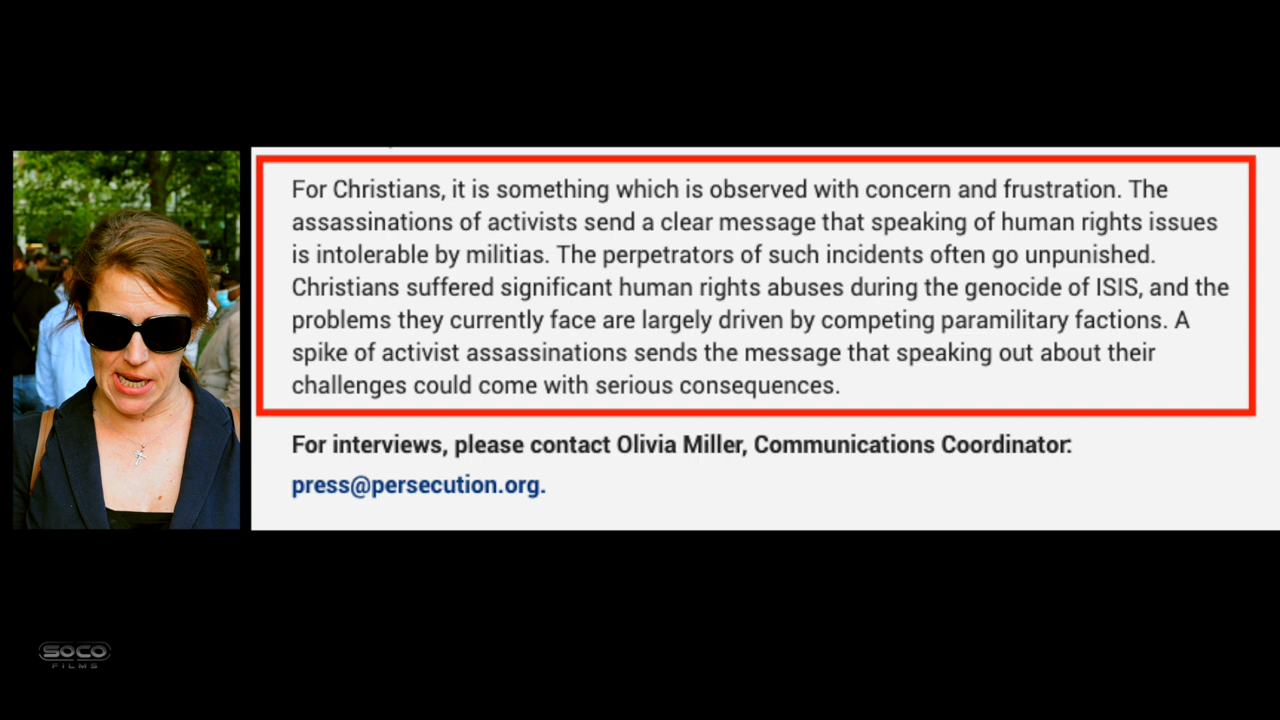 For Christians, it is something which is observed with concern and frustration. The
assassinations of activists send a clear message that speaking of human rights issues
is intolerable by militias. The perpetrators of such incidents often go unpunished.
Christians suffered significant human rights abuses during the genocide of ISIS, and the
problems they currently face are largely driven by competing paramilitary factions. A
spike of activist assassinations sends the message that speaking out about their
challenges could come with serious consequences.
For interviews, please contact Olivia Miller, Communications Coordinator:
press@persecution.org.
SOCO
FILMS